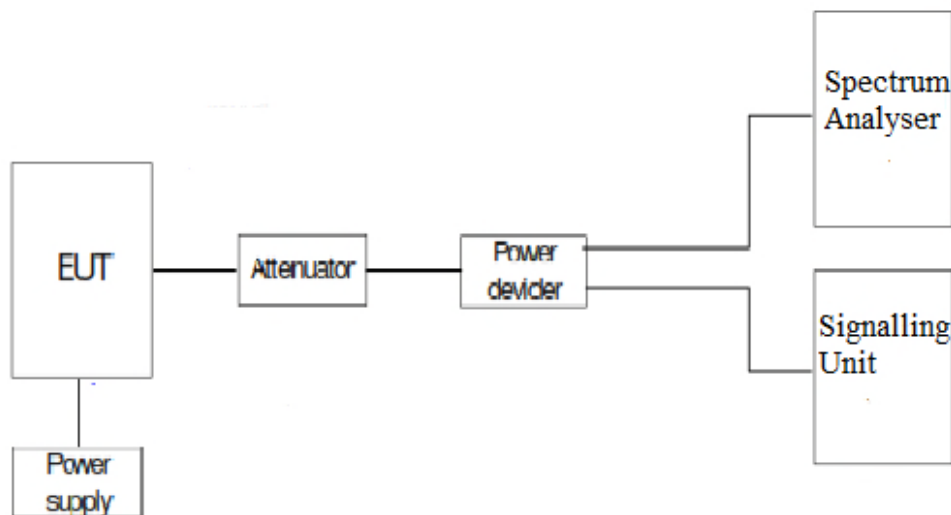 Spectrum
Analyser
EUT
Attenuator
Power
devider
Signalling
Unit
Power
supply